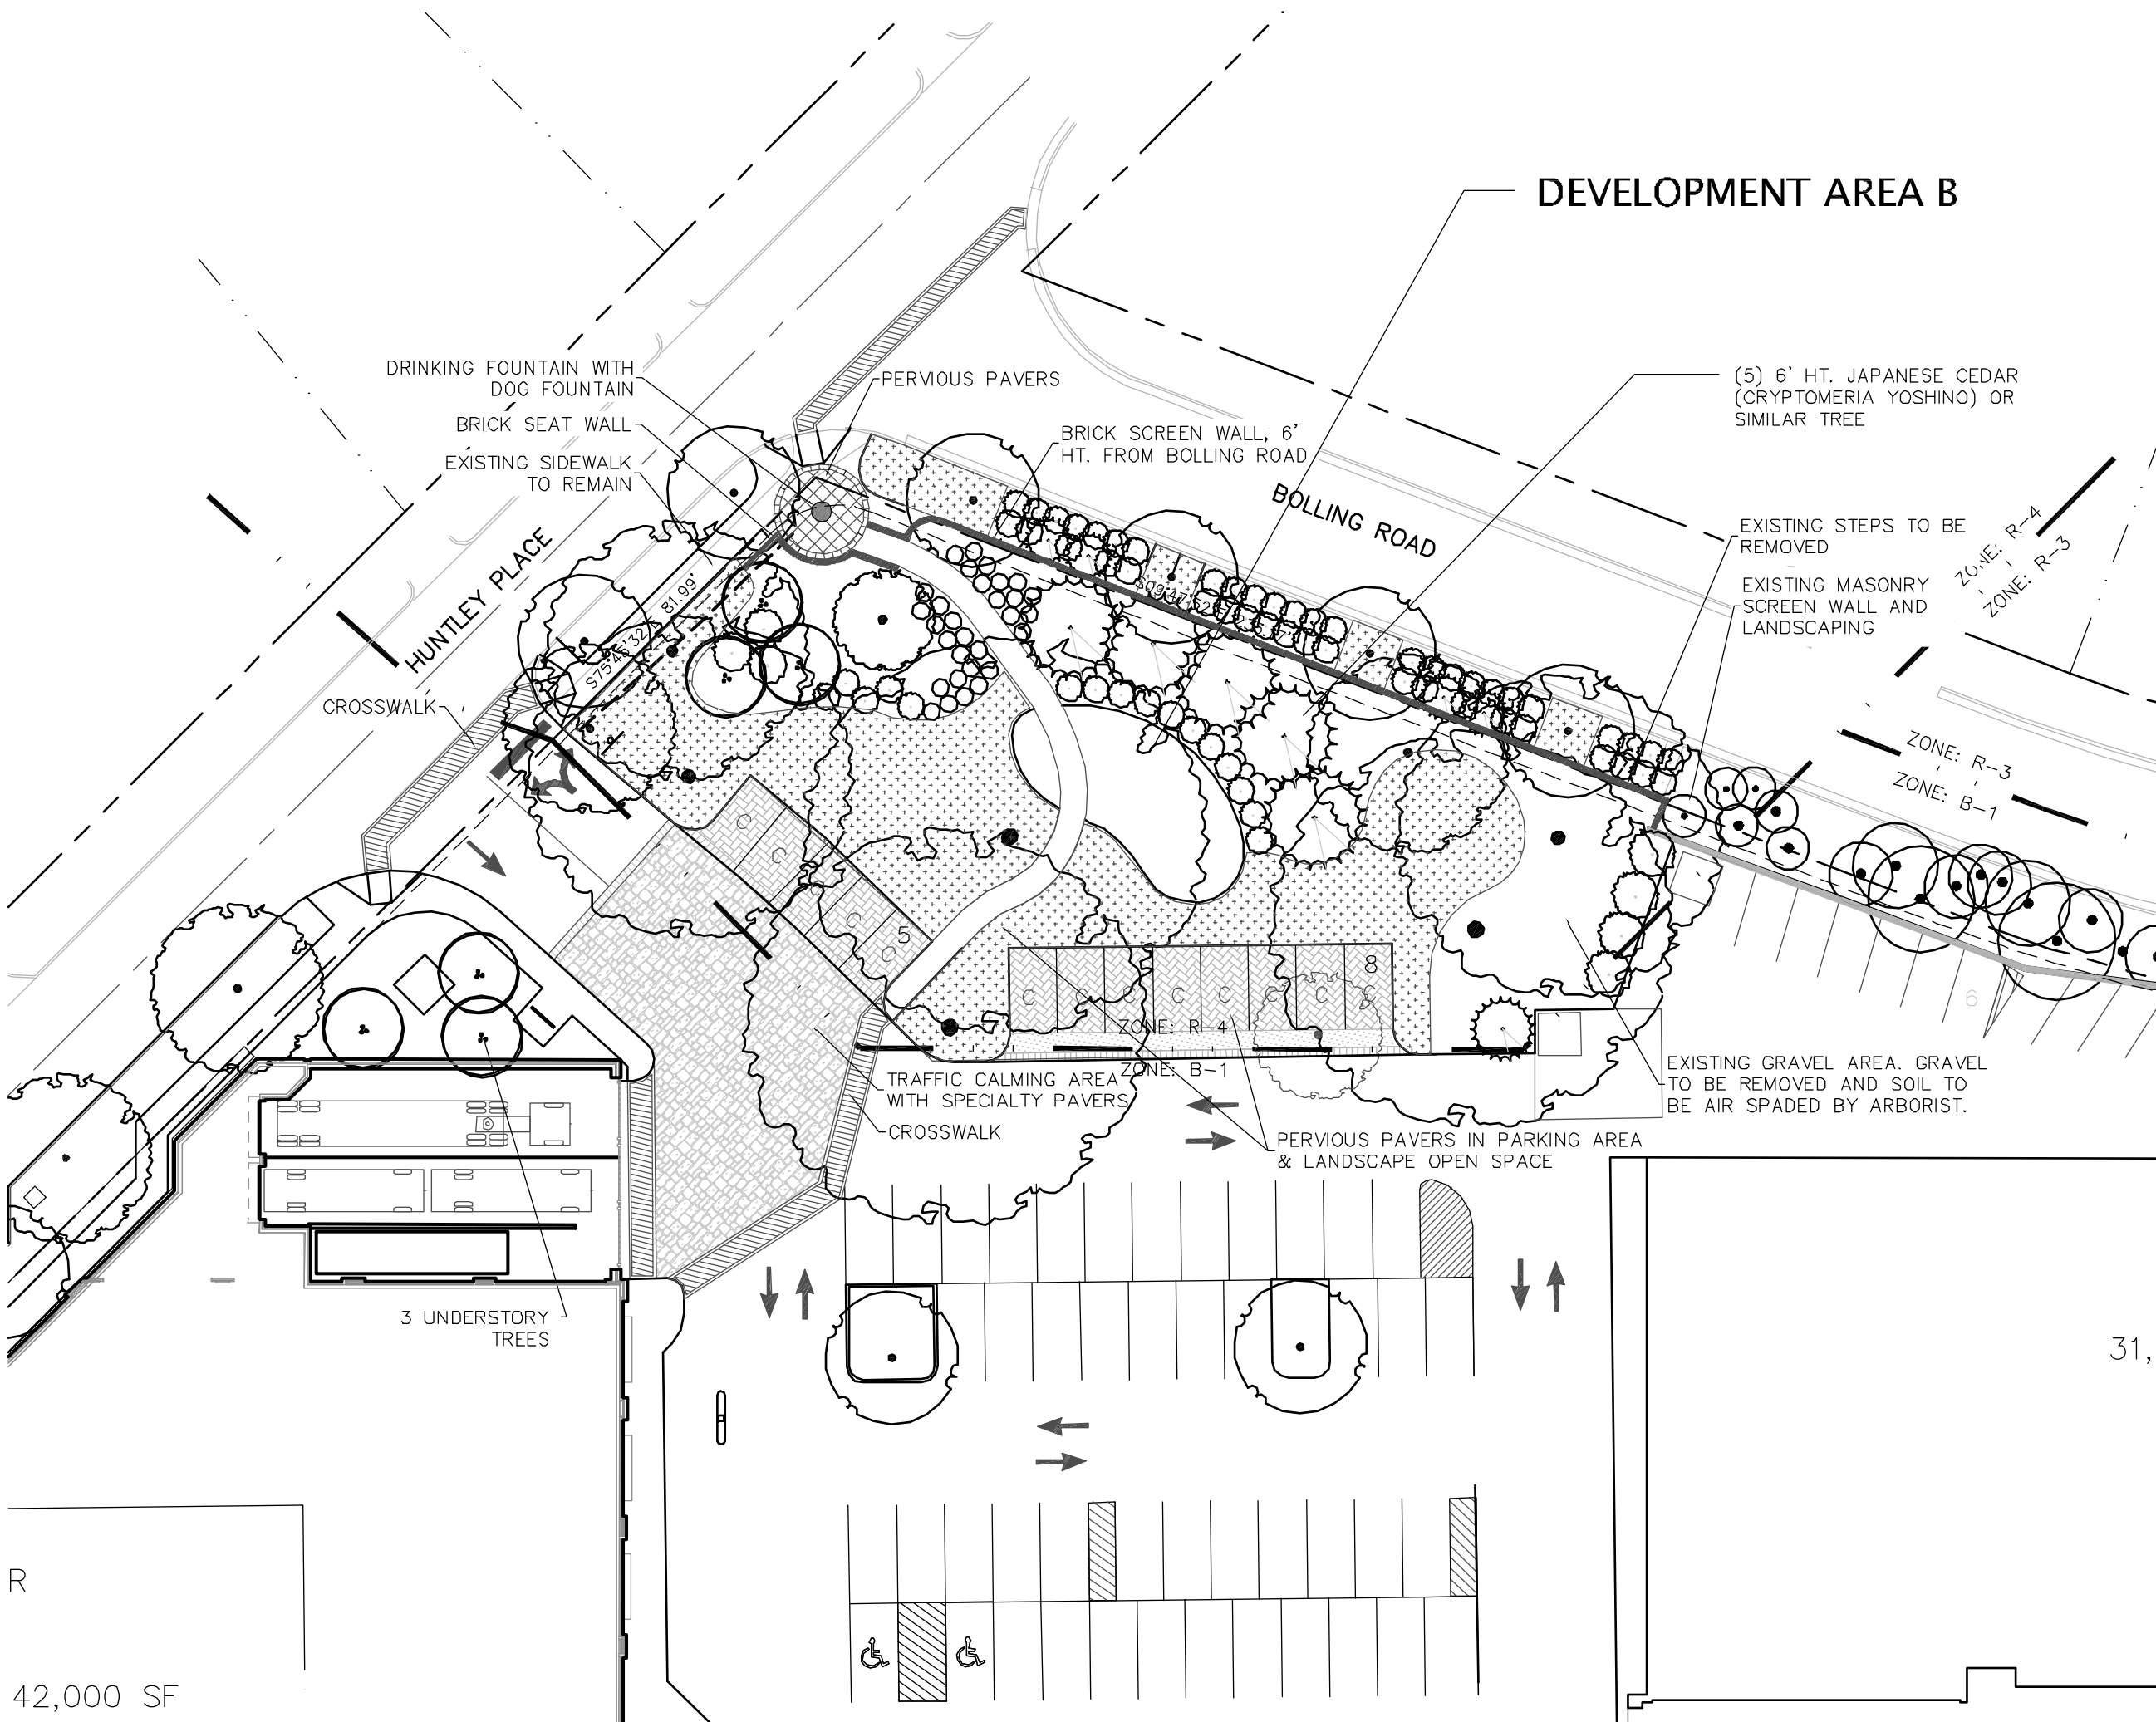 DEVELOPMENT AREA B
DRINKING FOUNTAIN WITH
DOG FOUNTAIN
PERVIOUS PAVERS
BRICK SEAT WALL
EXISTING SIDEWALK
TO REMAIN
BRICK SCREEN WALL, 6'
HT. FROM BOLLING ROAD
(5) 6' HT. JAPANESE CEDAR
(CRYPTOMERIA YOSHINO) OR
SIMILAR TREE
BOLLING ROAD
EXISTING STEPS TO BE
REMOVED
EXISTING MASONRY
SCREEN WALL AND
LANDSCAPING
ZONE: R-4
ZONE: R-3
HUNTLEY PLACE
81.99'
CROSSWALK
ZONE: R-3
ZONE: B-1
C
C
C
C
5
8
C
C
C
C
C
C
C
C
6
ZONE: R-4
ZONE: B-1
TRAFFIC CALMING AREA
WITH SPECIALTY PAVERS
CROSSWALK
EXISTING GRAVEL AREA. GRAVEL
TO BE REMOVED AND SOIL TO
BE AIR SPADED BY ARBORIST.
PERVIOUS PAVERS IN PARKING AREA
& LANDSCAPE OPEN SPACE
3 UNDERSTORY
TREES
31,
R
42,000 SF